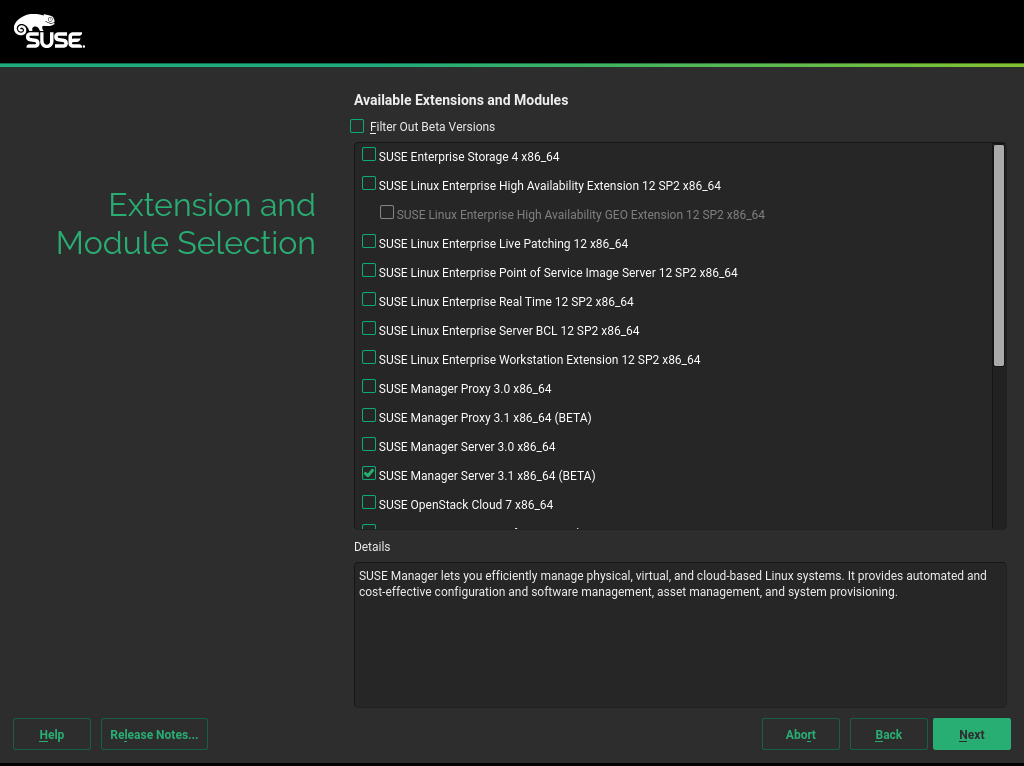 SUSE.
Available Extensions and Modules
Filter Out Beta Versions
SUSE Enterprise Storage 4 x86_64
SUSE Linux Enterprise High Availability Extension 12 SP2 x86_64
SUSE Linux Enterprise High Availability GEO Extension 12 SP2 x86_64
SUSE Linux Enterprise Live Patching 12 x86_64
SUSE Linux Enterprise Point of Service Image Server 12 SP2 x86_64
SUSE Linux Enterprise Real Time 12 SP2 x86_64
SUSE Linux Enterprise Server BCL 12 SP2 x86_64
SUSE Linux Enterprise Workstation Extension 12 SP2 x86_64
SUSE Manager Proxy 3.0 x86_64
SUSE Manager Proxy 3.1 x86_64 (BETA)
SUSE Manager Server 3.0 x86_64
SUSE Manager Server 3.1 x86_64 (BETA)
SUSE OpenStack Cloud 7 x86_64
Extension and
Module Selection
Details
SUSE Manager lets you efficiently manage physical, virtual, and cloud-based Linux systems. It provides automated and
cost-effective configuration and software management, asset management, and system provisioning.
Help
Release Notes...
Abort
Back
Next